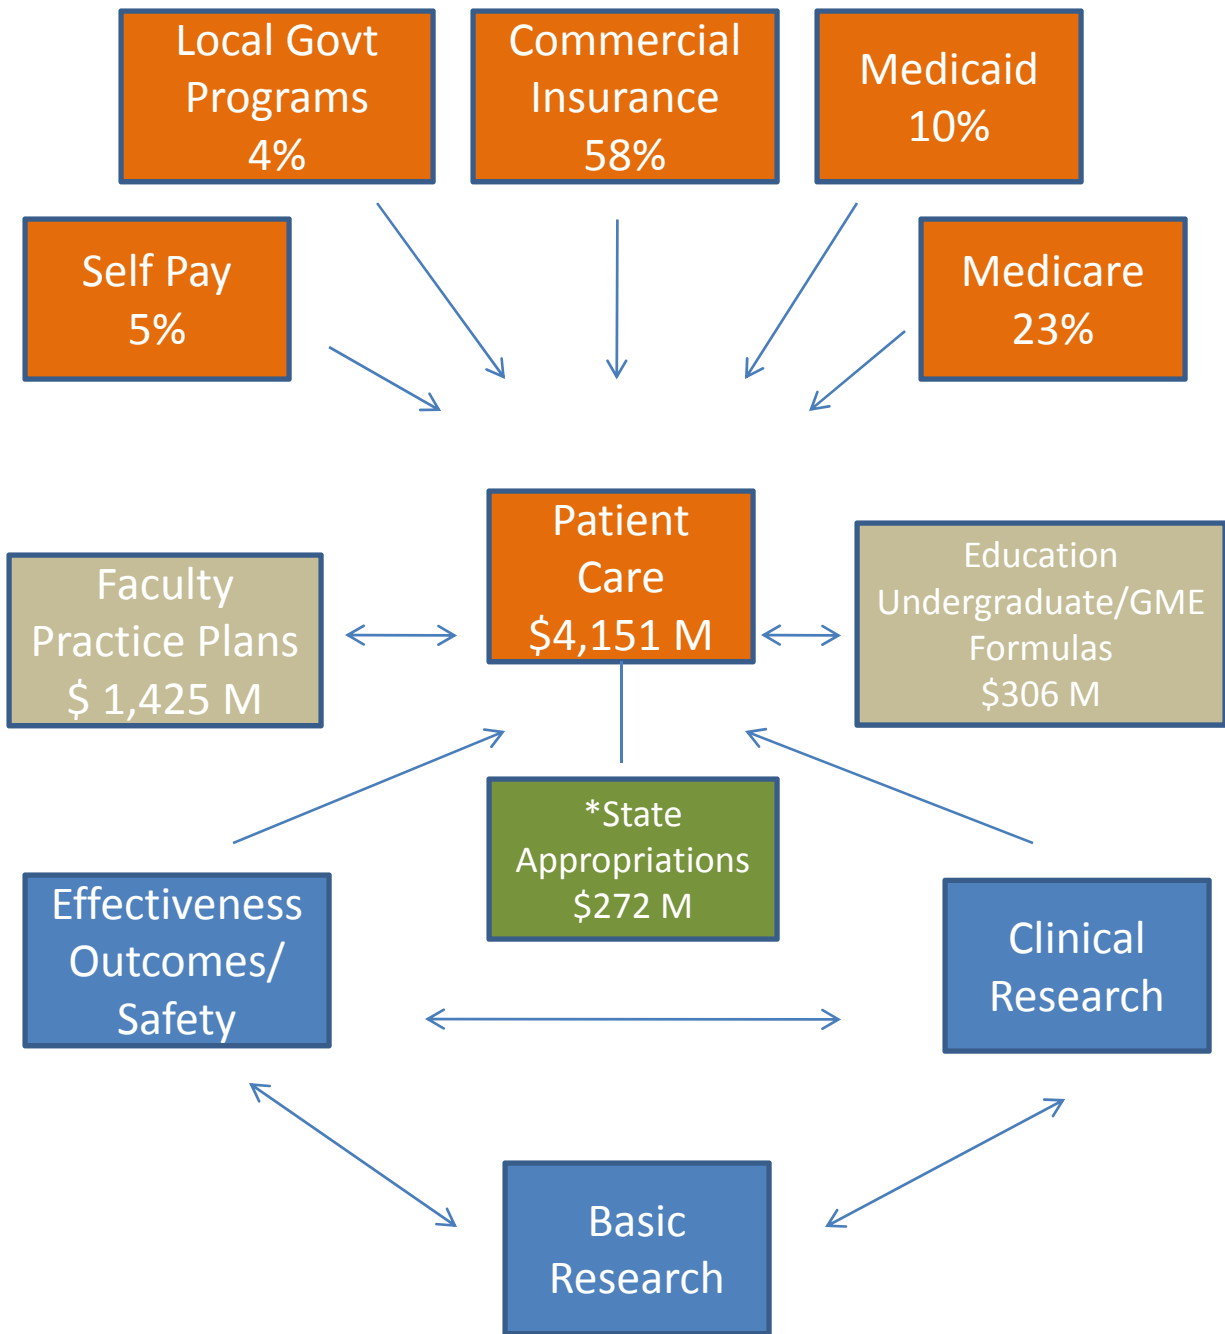 Local Govt
Programs
4%
Commercial
Insurance
58%
Medicaid
10%
Self Pay
5%
Medicare
23%
Patient
Care
$4,151 M
Faculty
Practice Plans
$ 1,425 M
Education
Undergraduate/GME
Formulas
$306 M
*State
Appropriations
$272 M
Effectiveness
Outcomes/
Safety
Clinical
Research
Basic
Research